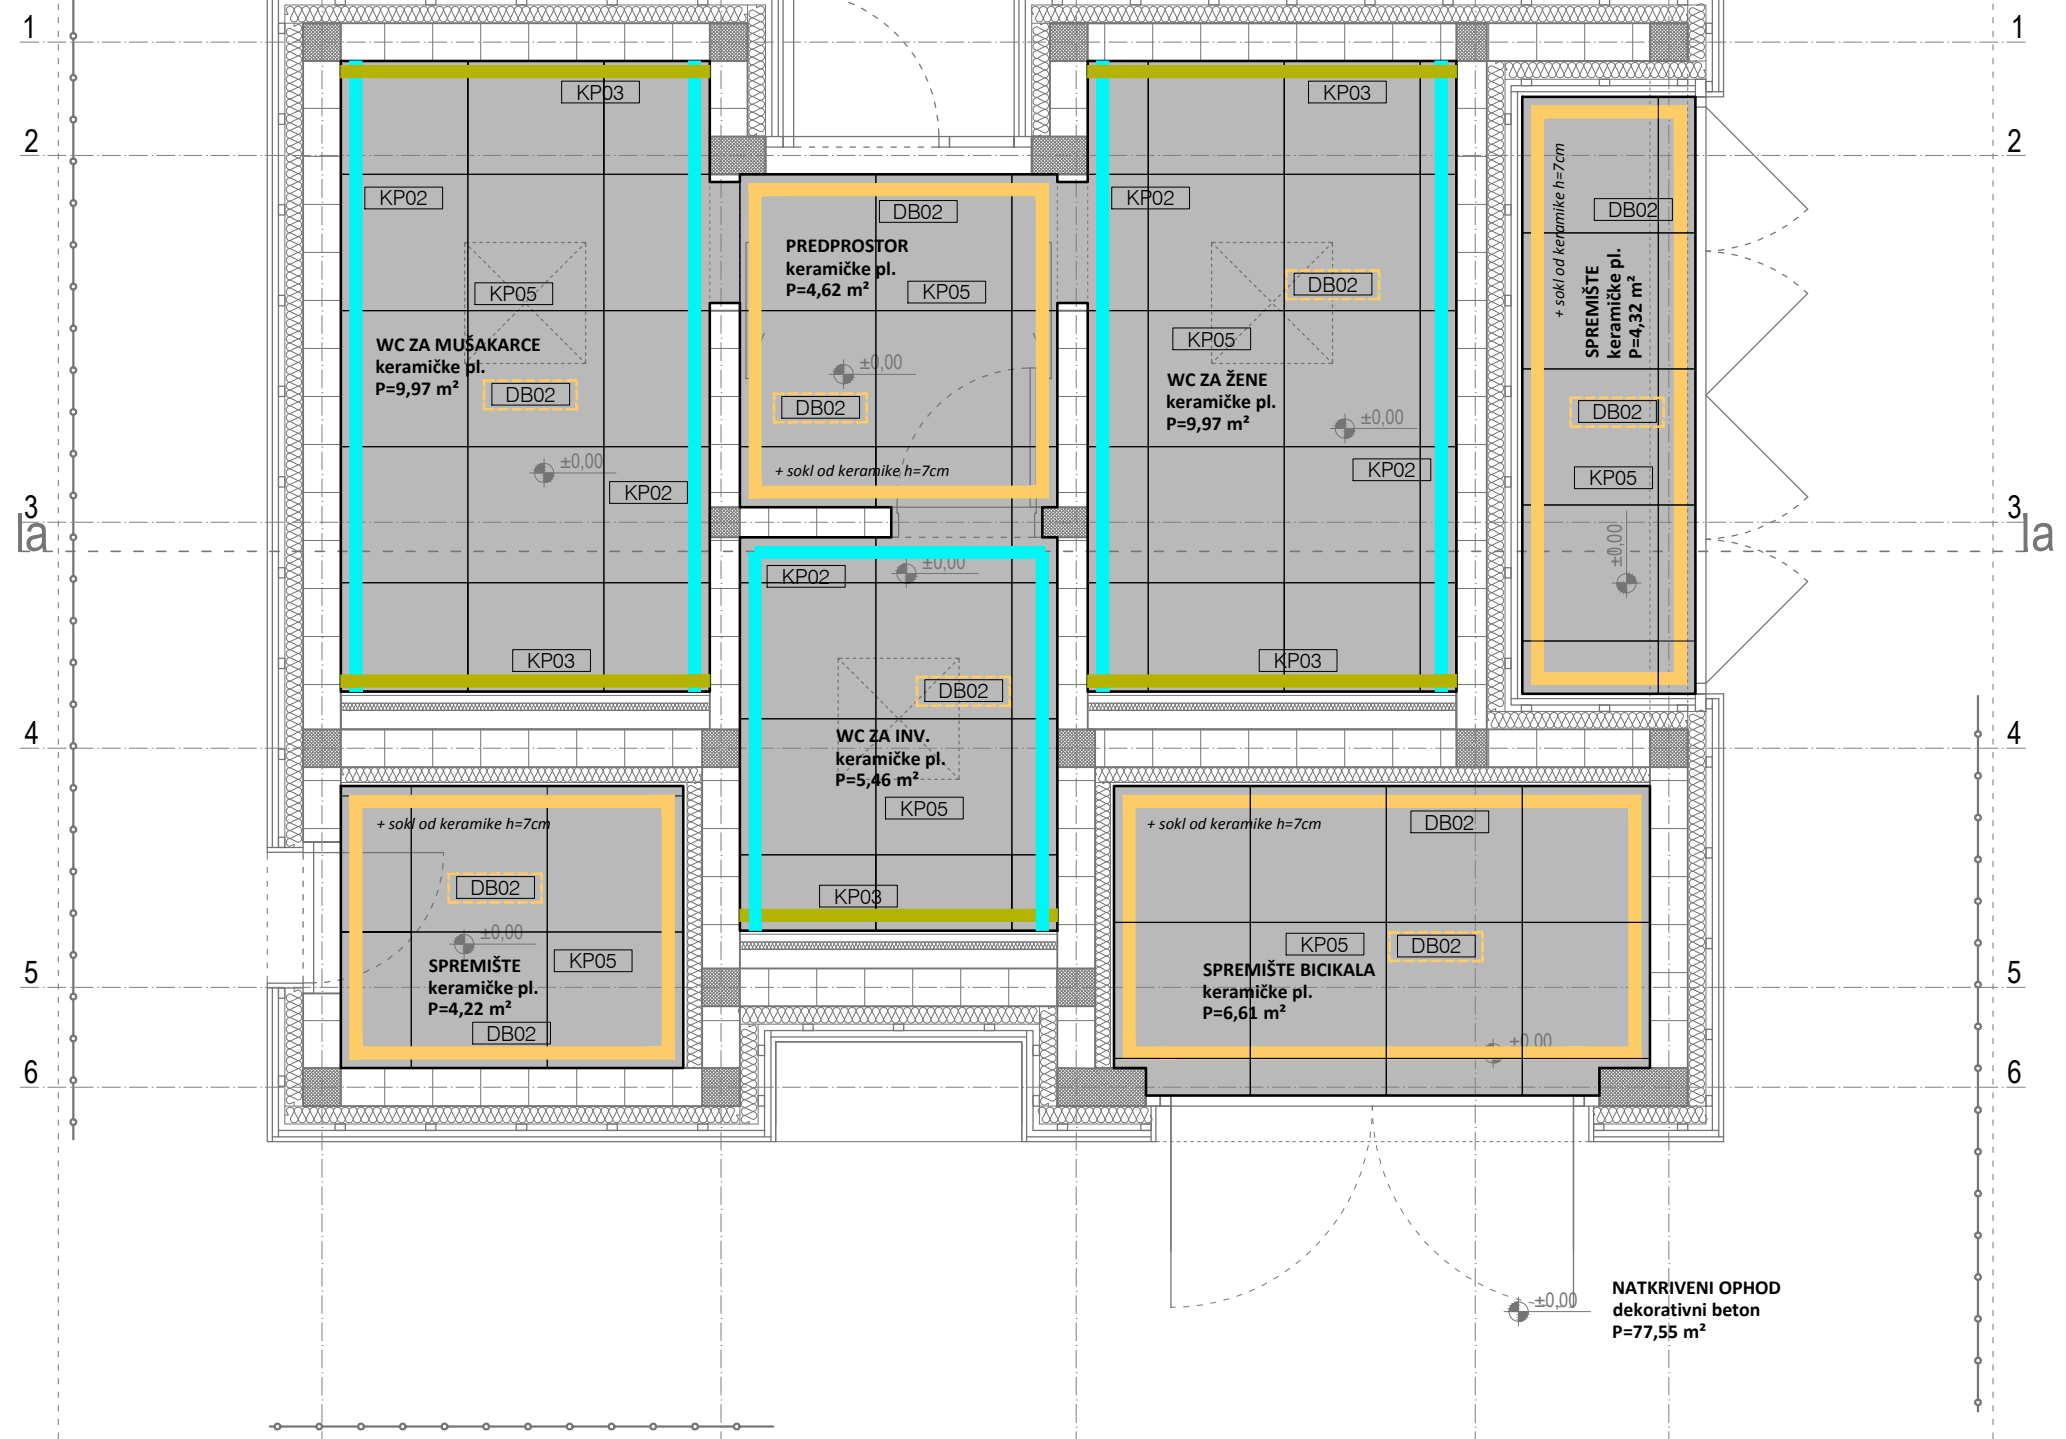 1
1
KP03
KP03
2
2
KP02
KP02
DB02
DB02
+ sokl od keramike h=7cm
PREDPROSTOR
keramičke pl.
P=4,62 m²
KP05
KP05
DB02
SPREMIŠTE
keramičke pl.
P=4,32 m²
WC ZA MUŠAKARCE
keramičke pl.
P=9,97 m²
DB02
±0,00
DB02
KP05
WC ZA ŽENE
keramičke pl.
P=9,97 m²
±0,00
DB02
±0,00
KP02
+ sokl od keramike h=7cm
KP02
KP05
3
3
Ia
Ia
±0,00
±0,00
KP02
KP03
KP03
DB02
4
4
WC ZA INV.
keramičke pl.
P=5,46 m²
KP05
+ sokl od keramike h=7cm
+ sokl od keramike h=7cm
DB02
DB02
KP03
±0,00
KP05
KP05
DB02
SPREMIŠTE
keramičke pl.
P=4,22 m²
DB02
SPREMIŠTE BICIKALA
keramičke pl.
P=6,61 m²
±0,00
5
5
6
6
±0,00
NATKRIVENI OPHOD
dekorativni beton
P=77,55 m²